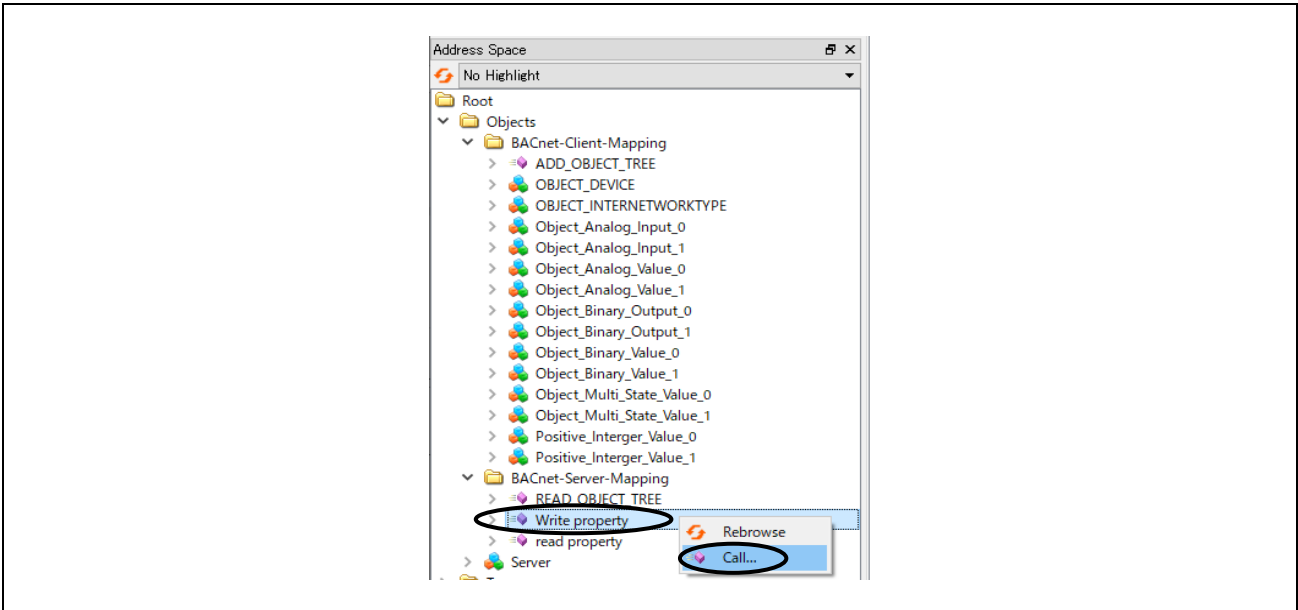 Address Space
No Highlight
Root
Objects
BACnet-Client-Mapping
ADD_OBJECT_TREE
OBJECT_DEVICE
OBJECT_INTERNETWORKTYPE
Object_Analog_Input_0
Object_Analog_Input_1
Object_Analog_Value_0
Object_Analog_Value_1
Object_Binary_Output_0
Object_Binary_Output_1
Object_Binary_Value_0
Object_Binary_Value_1
Object_Multi_State_Value_0
Object_Multi_State_Value_1
Positive_Interger_Value_0
Positive_Interger_Value_1
BACnet-Server-Mapping
READ_OBJECT_TREE
Write property
Rebrowse
read property
Call...
Server